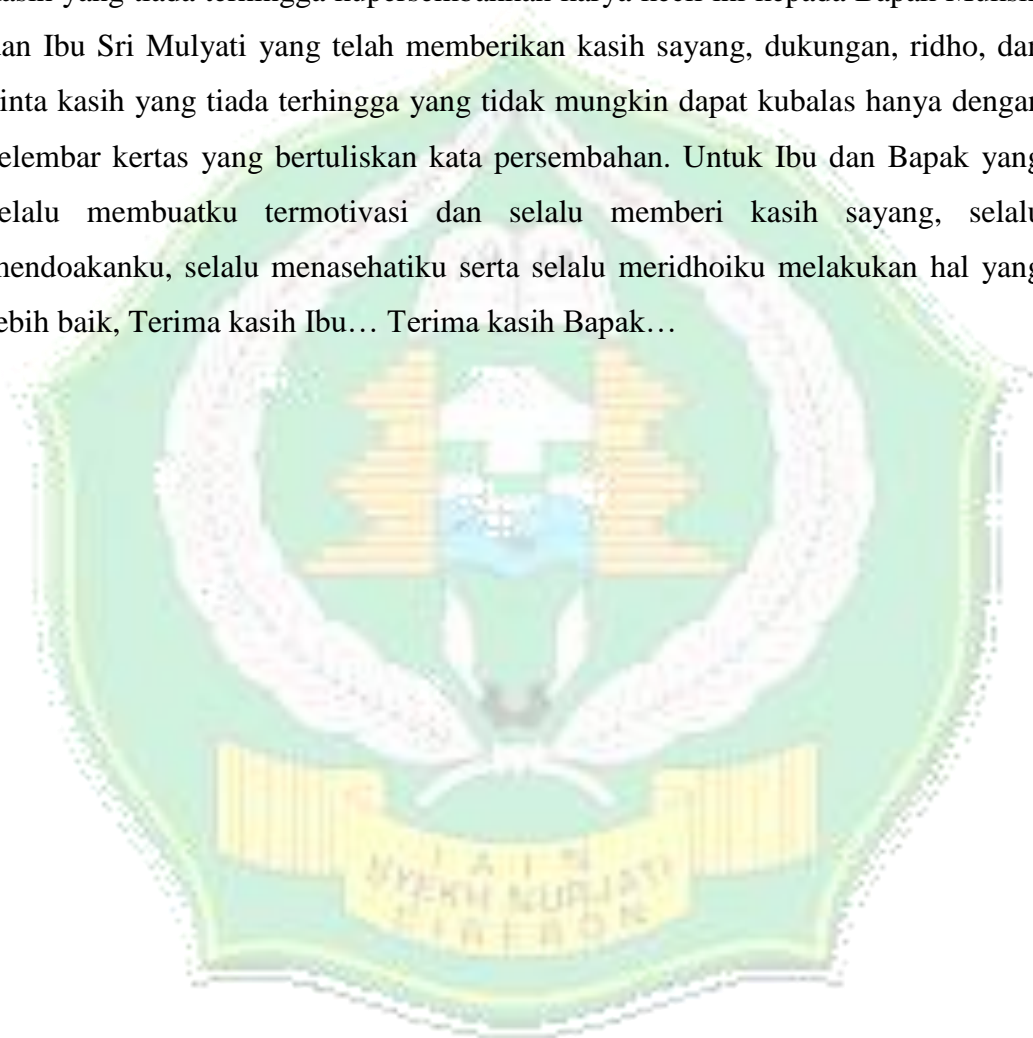 yang tiada terhingga kupersembahkan karya kecil ini kepada Bapak
dan Ibu Sri Mulyati yang telah memberikan kasih sayang, dukungan, ridho, dan
cinta kasih yang tiada terhingga yang tidak mungkin dapat kubalas hanya dengan
selembar kertas yang bertuliskan kata persembahan. Untuk Ibu dan Bapak yang
selalu membuatku termotivasi dan selalu memberi kasih sayang, selalu
mendoakanku, selalu menasehatiku serta selalu meridhoiku melakukan hal yang
lebih baik, Terima kasih Ibu… Terima kasih Bapak…
IAIN
SYEKH NURJATI
CIREBON